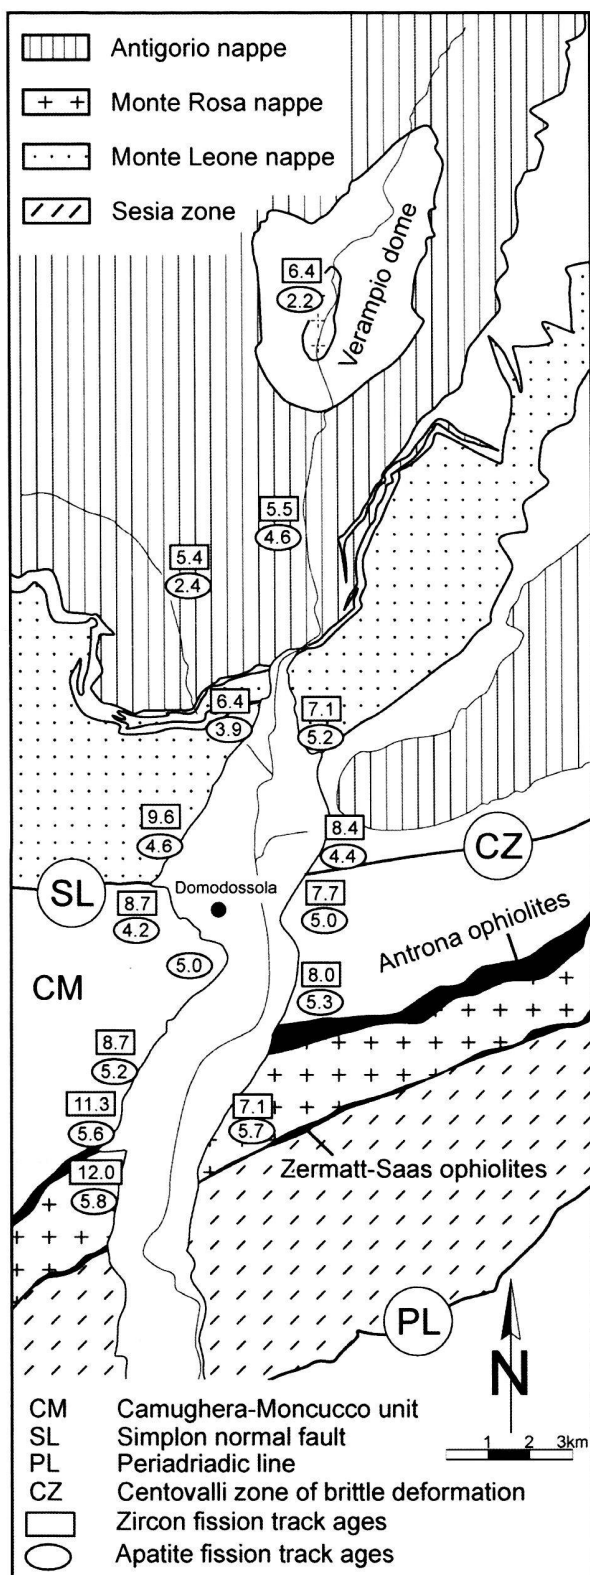 Antigorio nappe
Monte Rosa nappe
Monte Leone nappe
Sesia zone
6.4
2.2
Verampio dome
5.5
4.6
5.4
2.4
6.4
3.9
7.1
5.2
9.6
4.6
8.4
4.4
CZ
SL
8.7
4.2
Domodossola
7.7
5.0
5.0
Antrona ophiolites
CM
8.0
5.3
8.7
5.2
11.3
5.6
7.1
5.7
12.0
5.8
Zermatt-Saas ophiolites
PL
N
1 2 3km
CM Camughera-Moncucco unit
SL Simplon normal fault
PL Periadriadic line
CZ Centovalli zone of brittle deformation
Zircon fission track ages
Apatite fission track ages